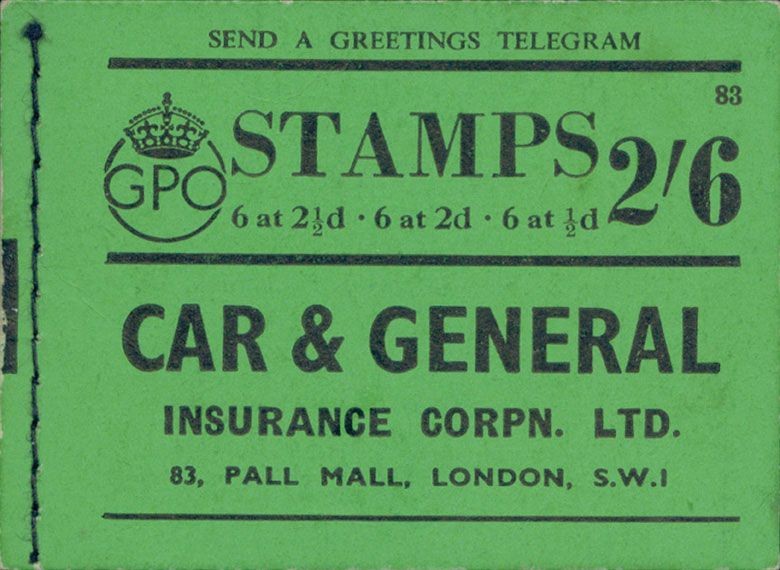 SEND A GREETINGS TELEGRAM
83
GPO
STAMPS 2/6
6 at 2½d · 6 at 2d · 6 at ½d
CAR & GENERAL
INSURANCE CORPN. LTD.
83, PALL MALL, LONDON, S.W.1